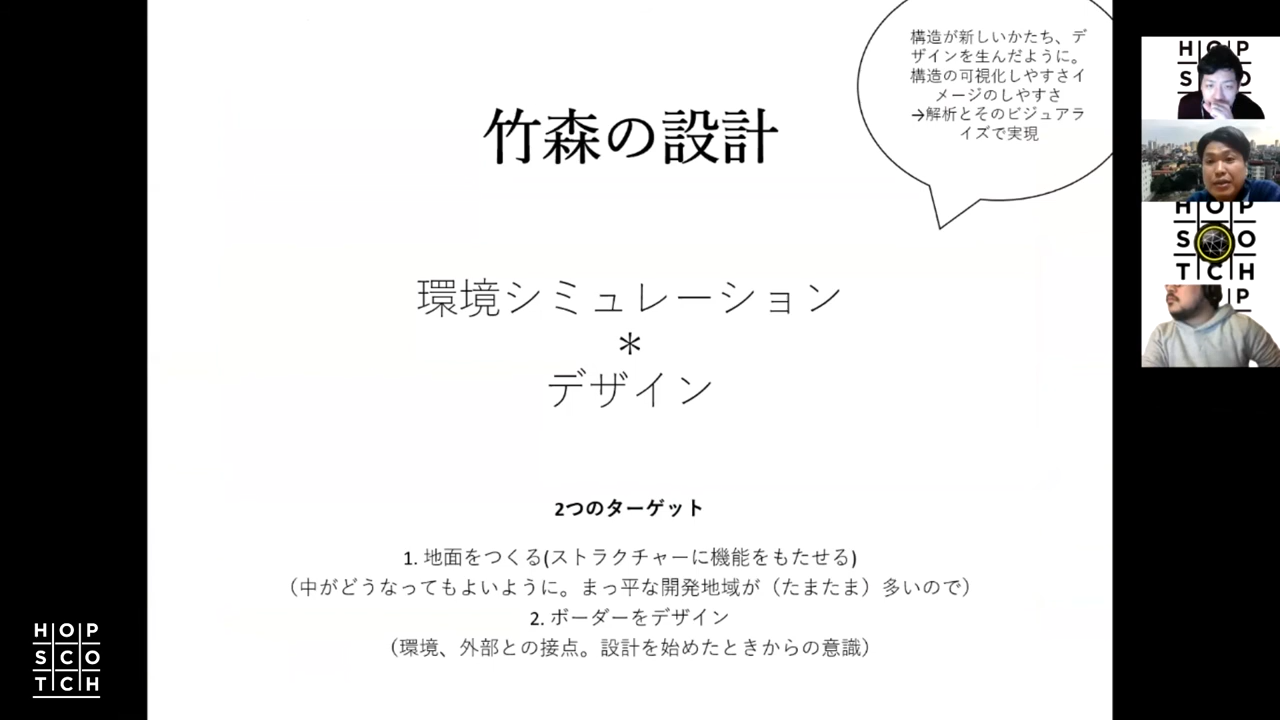 構造が新しいかたち、デ
ザインを生んだように。
構造の可視化しやすさイ
メージのしやすさ
→解析とそのビジュアラ
イズで実現
竹森の設計
環境シミュレーション
*
デザイン
2つのターゲット
1. 地面をつくる(ストラクチャーに機能をもたせる)
（中がどうなってもよいように。まっ平な開発地域が（たまたま）多いので）
2. ボーダーをデザイン
（環境、外部との接点。設計を始めたときからの意識）
HOP
SCO
TCH
H O P
S O
HOP
S O
TCH
P